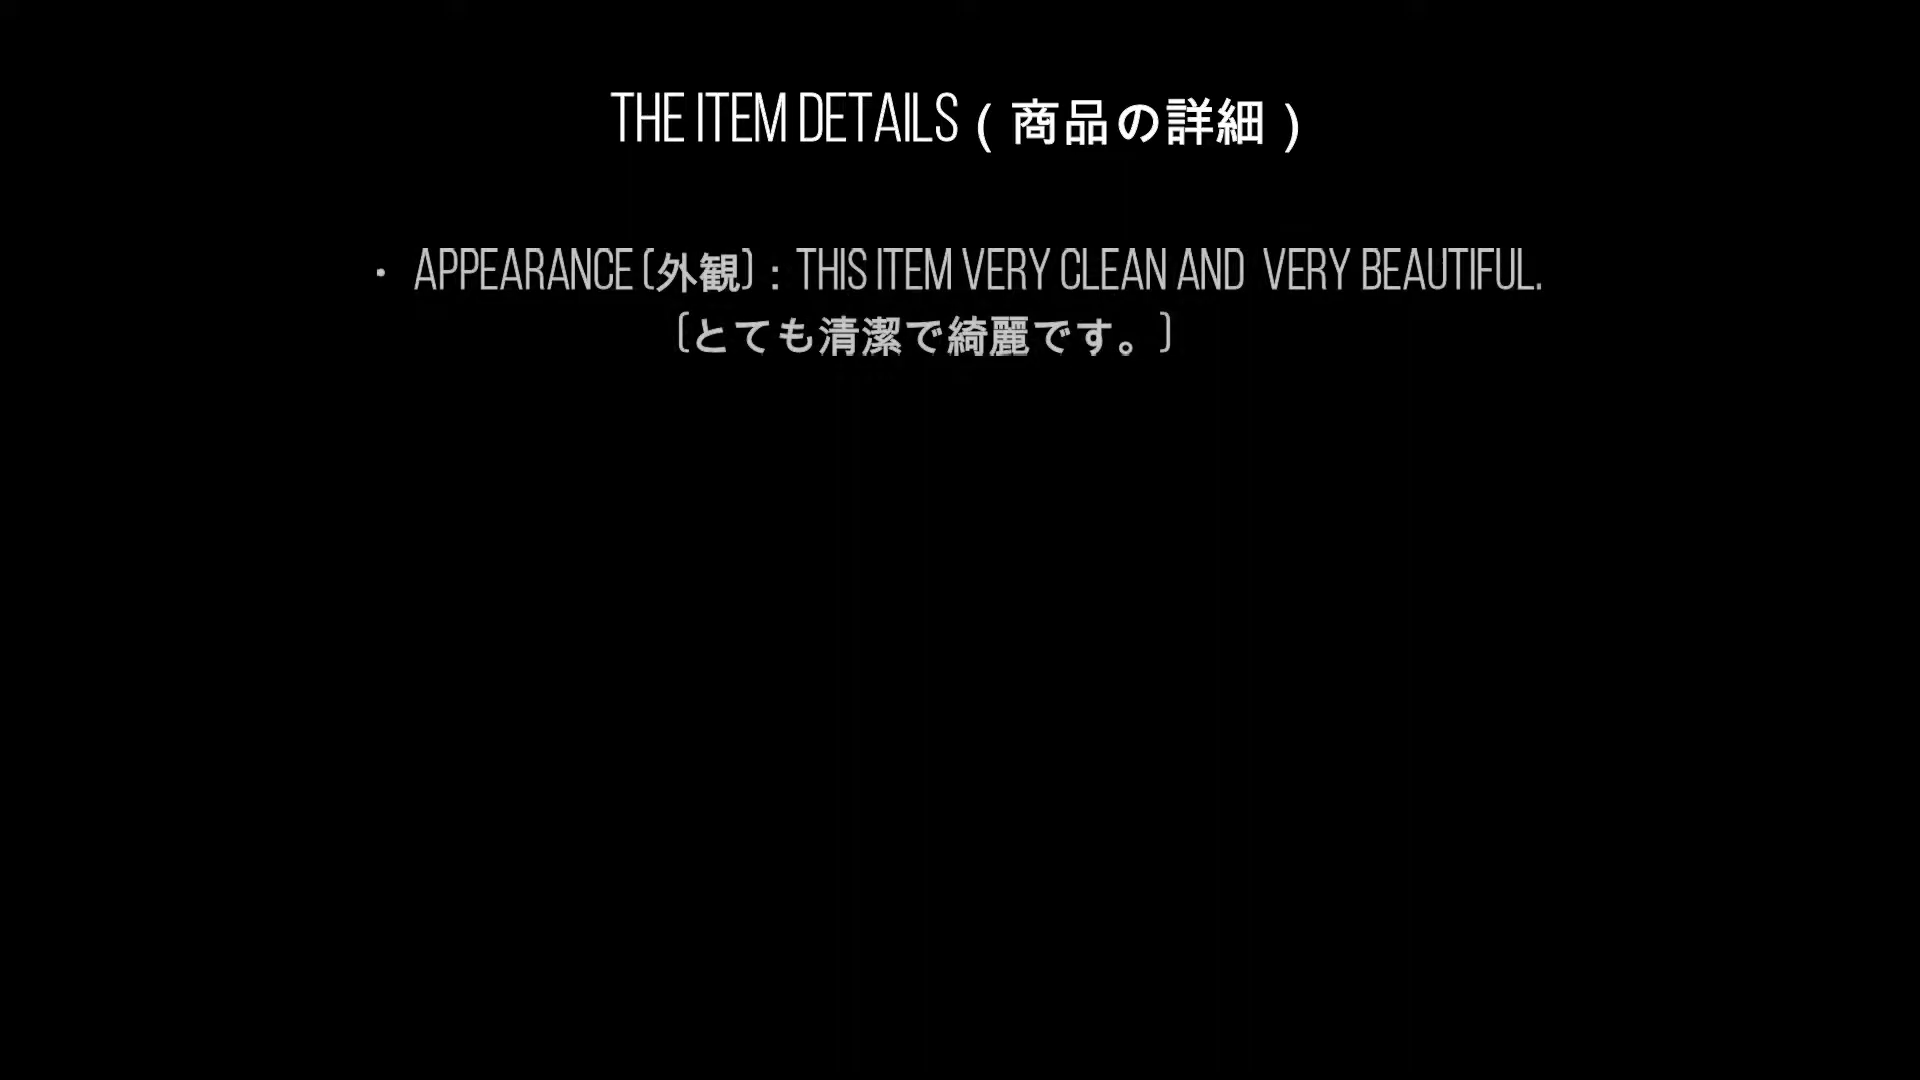 THE ITEM DETAILS ( 商品の詳細 )
・ APPEARANCE (外観) : THIS ITEM VERY CLEAN AND  VERY BEAUTIFUL.
(とても清潔で綺麗です。)